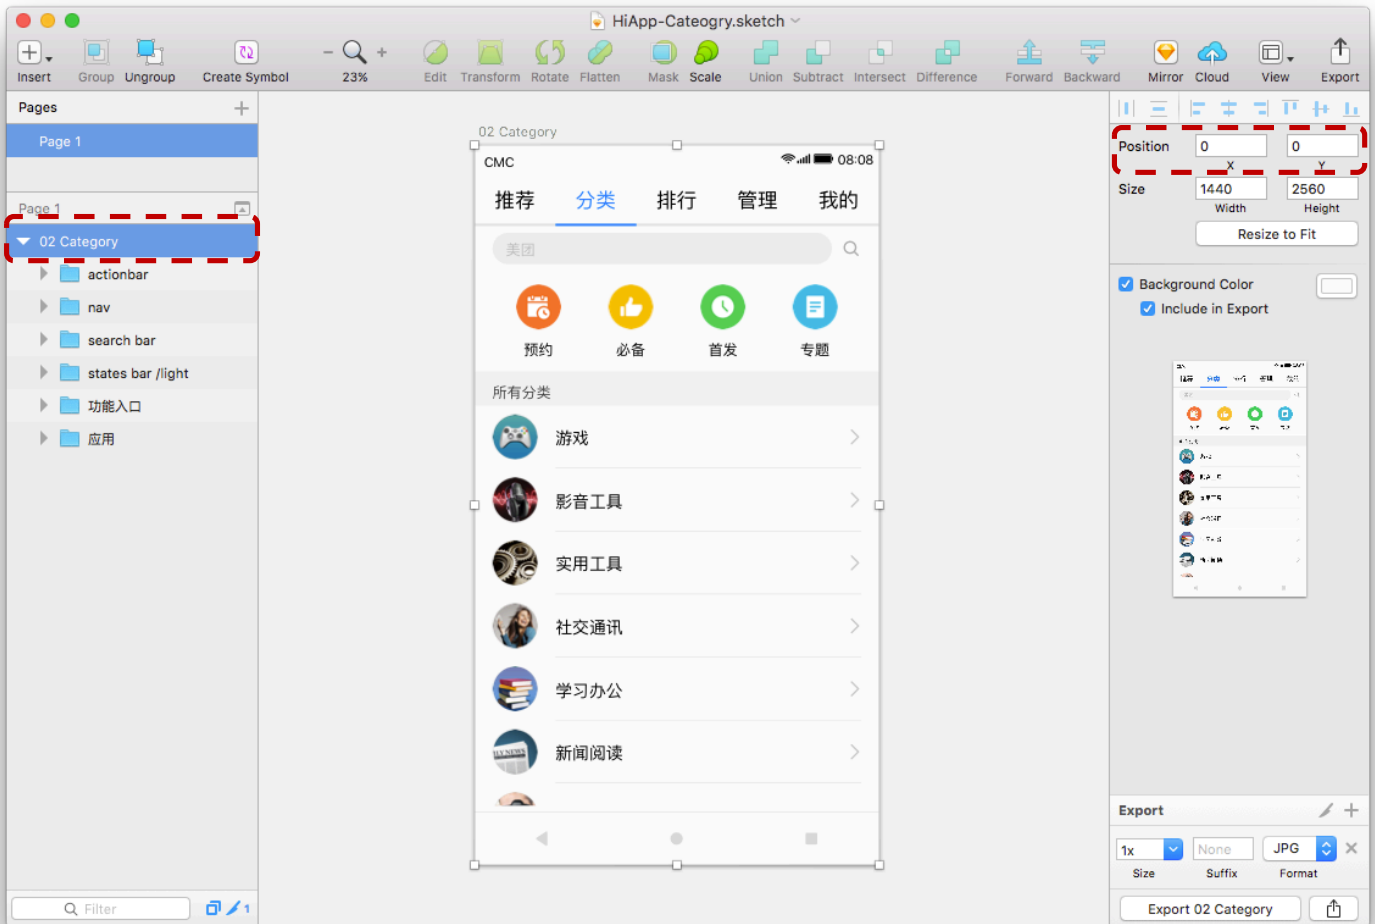 HiApp-Cateogry.sketch
Insert
Group
Ungroup
Create Symbol
23%
Edit
Transform
Rotate
Flatten
Mask
Scale
Union
Subtract
Intersect
Difference
Forward
Backward
Mirror
Cloud
View
Export
Pages
Page 1
Page 1
02 Category
actionbar
nav
search bar
states bar /light
功能入口
应用
Filter
1
02 Category
CMC
08:08
推荐 分类 排行 管理 我的
美团
预约 必备 首发 专题
所有分类
游戏
影音工具
实用工具
社交通讯
学习办公
新闻阅读
Position 0 0
X Y
Size 1440 2560
Width Height
Resize to Fit
Background Color
Include in Export
Export
1x None JPG
Size Suffix Format
Export 02 Category